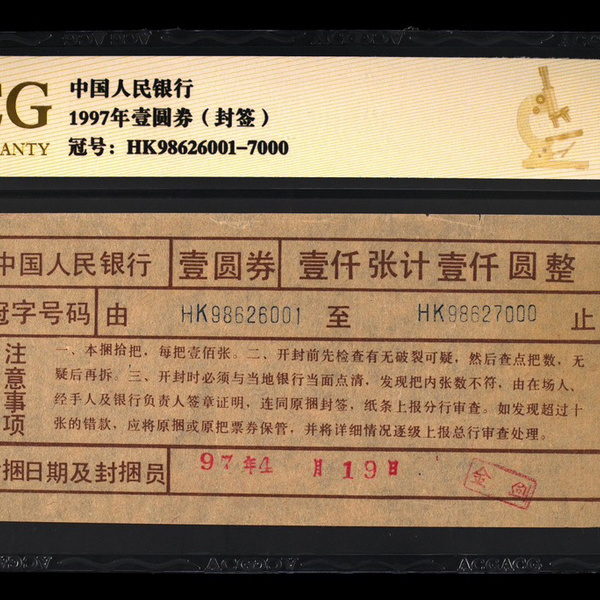 CG
中国人民银行
1997年壹圆券（封签）
ANTY
冠号：HK98626001-7000
中国人民银行 壹圆券 壹仟张计壹仟圆整
冠字号码 由 HK98626001 至 HK98627000 止
注意事项
一、本捆拾把，每把壹佰张。二、开封前先检查有无破裂可疑，然后查点把数，无
疑后再拆。三、开封时必须与当地银行当面点清，发现把内张数不符，由在场人、
经手人及银行负责人签章证明，连同原捆封签，纸条上报分行审查。如发现超过十
张的错款，应将原捆或原把票券保管，并将详细情况逐级上报总行审查处理。
封捆日期及封捆员 97年4月19日
ACGACG